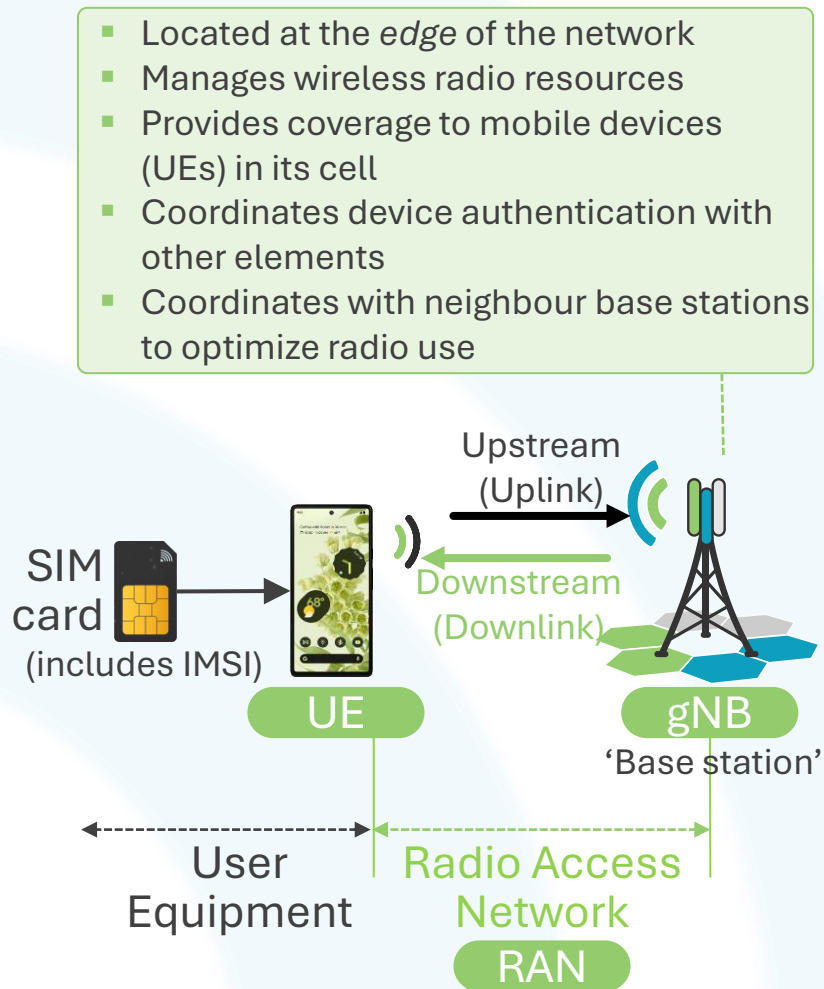 ▪ Located at the edge of the network
▪ Manages wireless radio resources
▪ Provides coverage to mobile devices
(UEs) in its cell
▪ Coordinates device authentication with
other elements
▪ Coordinates with neighbour base stations
to optimize radio use
Upstream
(Uplink)
Downstream
(Downlink)
SIM
card
(includes IMSI)
68°
UE
gNB
‘Base station’
User
Equipment
Radio Access
Network
RAN